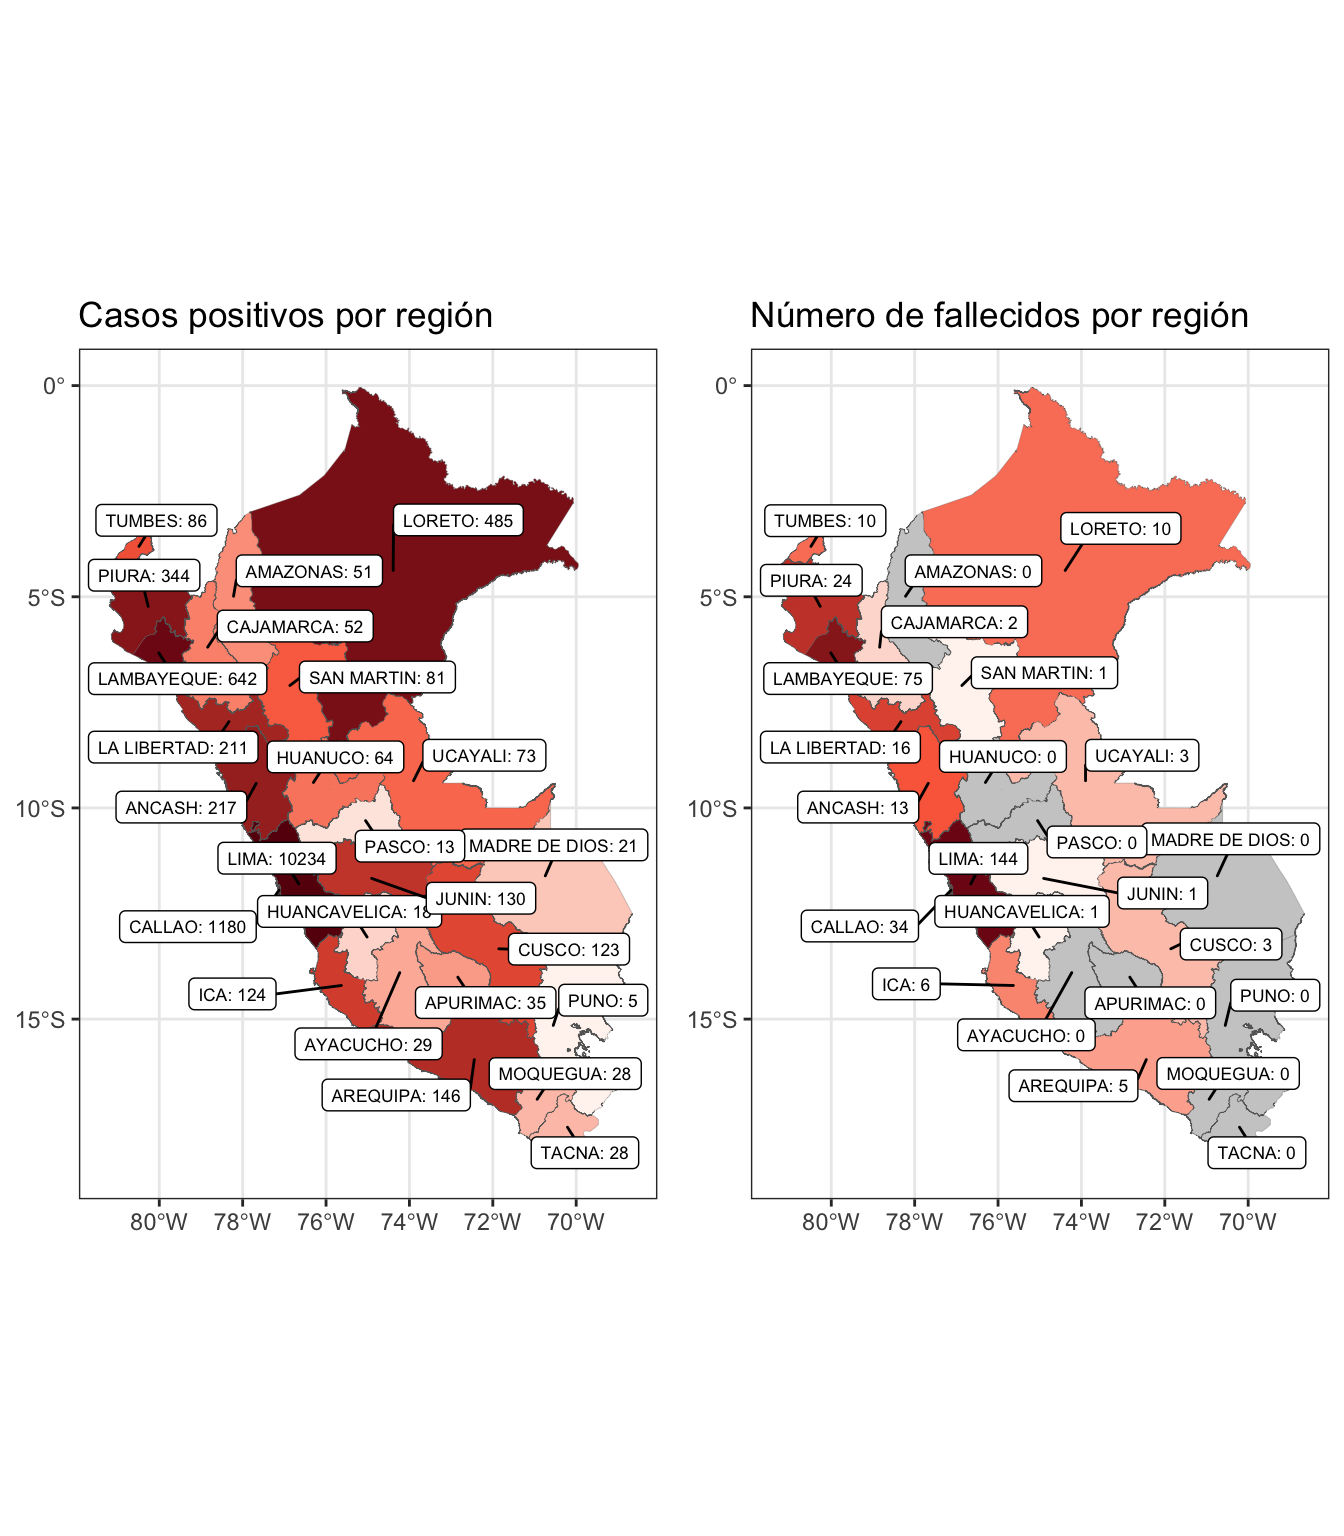 Casos positivos por región
0°
5°S
10°S
15°S
80°W 78°W 76°W 74°W 72°W 70°W
TUMBES: 86
LORETO: 485
PIURA: 344
AMAZONAS: 51
CAJAMARCA: 52
LAMBAYEQUE: 642
SAN MARTIN: 81
LA LIBERTAD: 211
HUANUCO: 64
UCAYALI: 73
ANCASH: 217
PASCO: 13
MADRE DE DIOS: 21
LIMA: 10234
JUNIN: 130
HUANCAVELICA: 18
CALLAO: 1180
CUSCO: 123
ICA: 124
APURIMAC: 35
PUNO: 5
AYACUCHO: 29
MOQUEGUA: 28
AREQUIPA: 146
TACNA: 28
Número de fallecidos por región
0°
5°S
10°S
15°S
80°W 78°W 76°W 74°W 72°W 70°W
TUMBES: 10
LORETO: 10
PIURA: 24
AMAZONAS: 0
CAJAMARCA: 2
LAMBAYEQUE: 75
SAN MARTIN: 1
LA LIBERTAD: 16
HUANUCO: 0
UCAYALI: 3
ANCASH: 13
PASCO: 0
MADRE DE DIOS: 0
LIMA: 144
JUNIN: 1
HUANCAVELICA: 1
CALLAO: 34
CUSCO: 3
ICA: 6
APURIMAC: 0
PUNO: 0
AYACUCHO: 0
MOQUEGUA: 0
AREQUIPA: 5
TACNA: 0